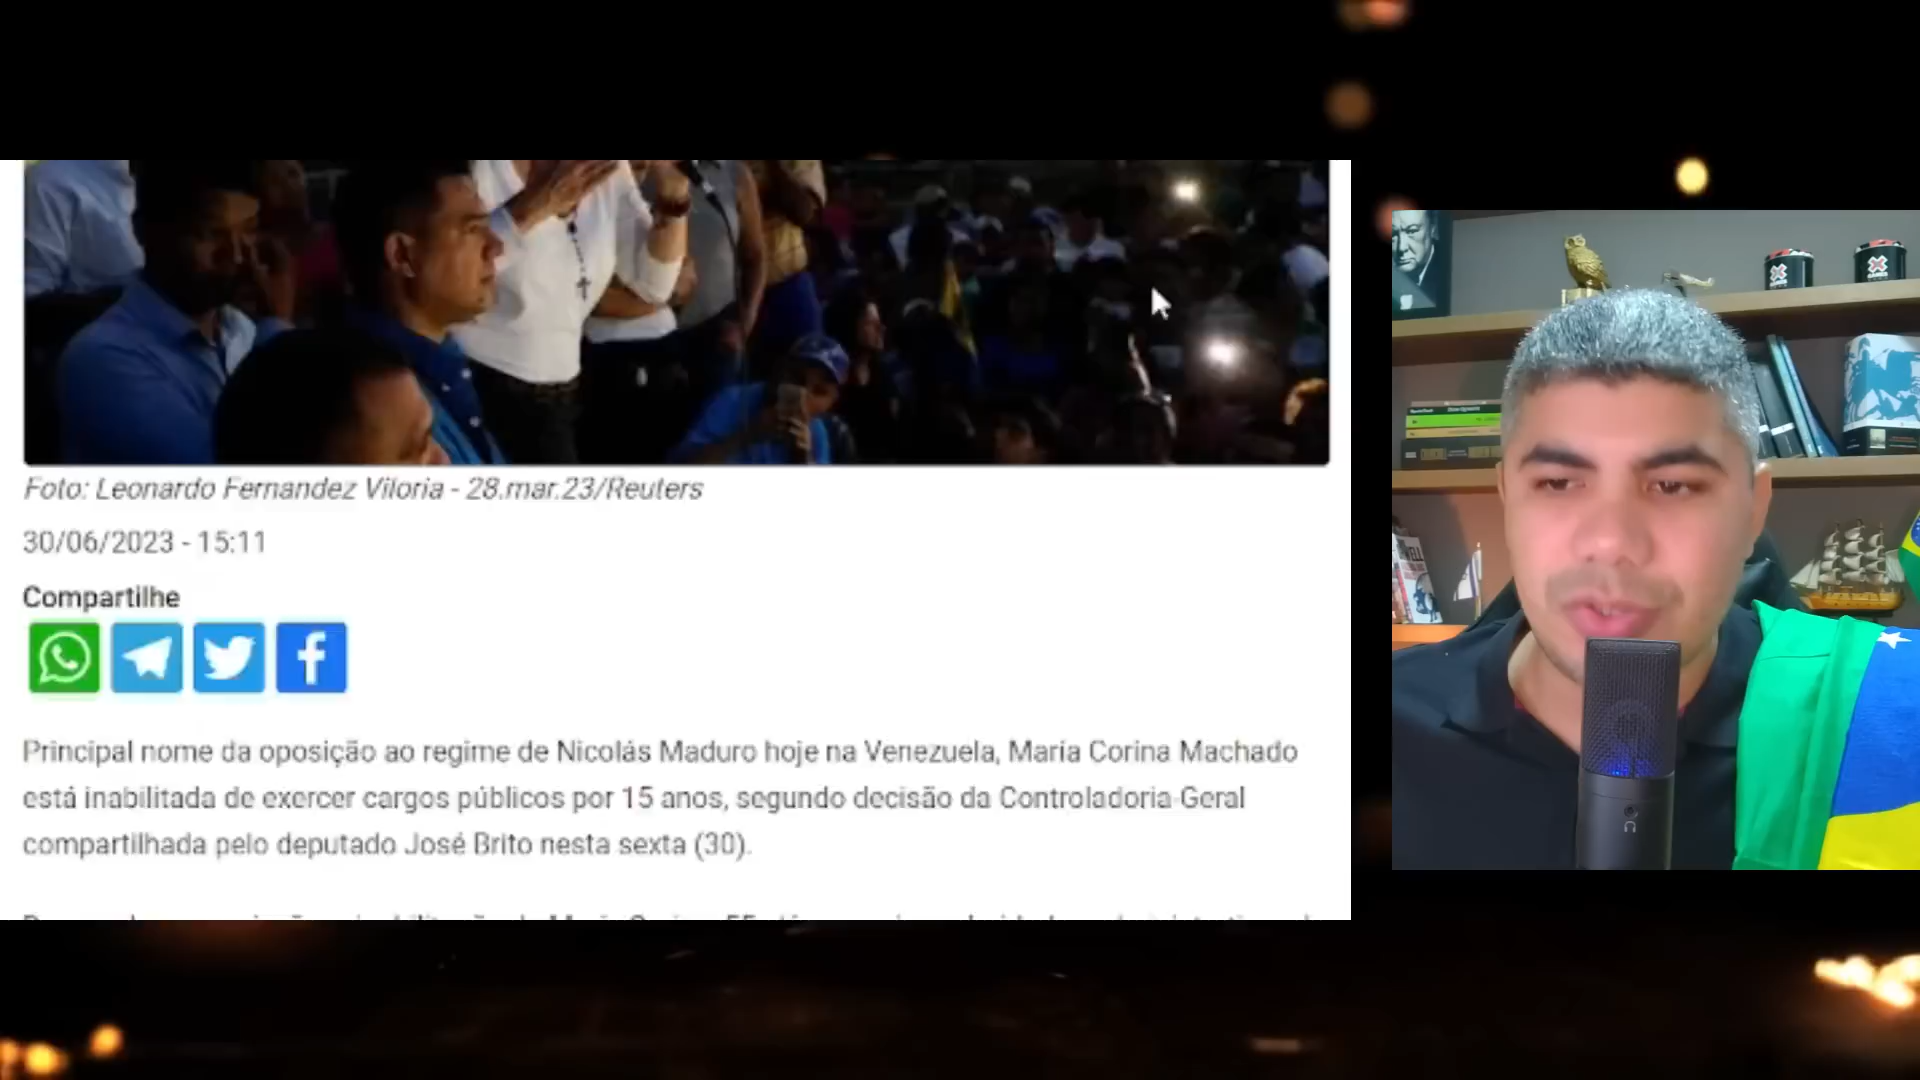 Foto: Leonardo Fernandez Viloria - 28.mar.23/Reuters
30/06/2023 - 15:11
Compartilhe
Principal nome da oposição ao regime de Nicolás Maduro hoje na Venezuela, María Corina Machado
está inabilitada de exercer cargos públicos por 15 anos, segundo decisão da Controladoria-Geral
compartilhada pelo deputado José Brito nesta sexta (30).